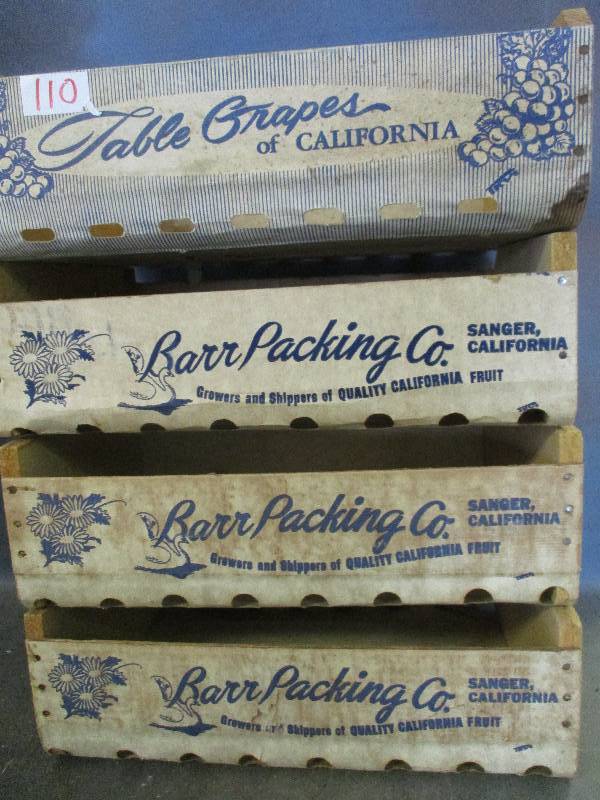 110
Table Grapes
of CALIFORNIA
Barr Packing Co.
SANGER,
CALIFORNIA
Growers and Shippers of QUALITY CALIFORNIA FRUIT
Barr Packing Co.
SANGER,
CALIFORNIA
Growers and Shippers of QUALITY CALIFORNIA FRUIT
Barr Packing Co.
SANGER,
CALIFORNIA
Growers and Shippers of QUALITY CALIFORNIA FRUIT